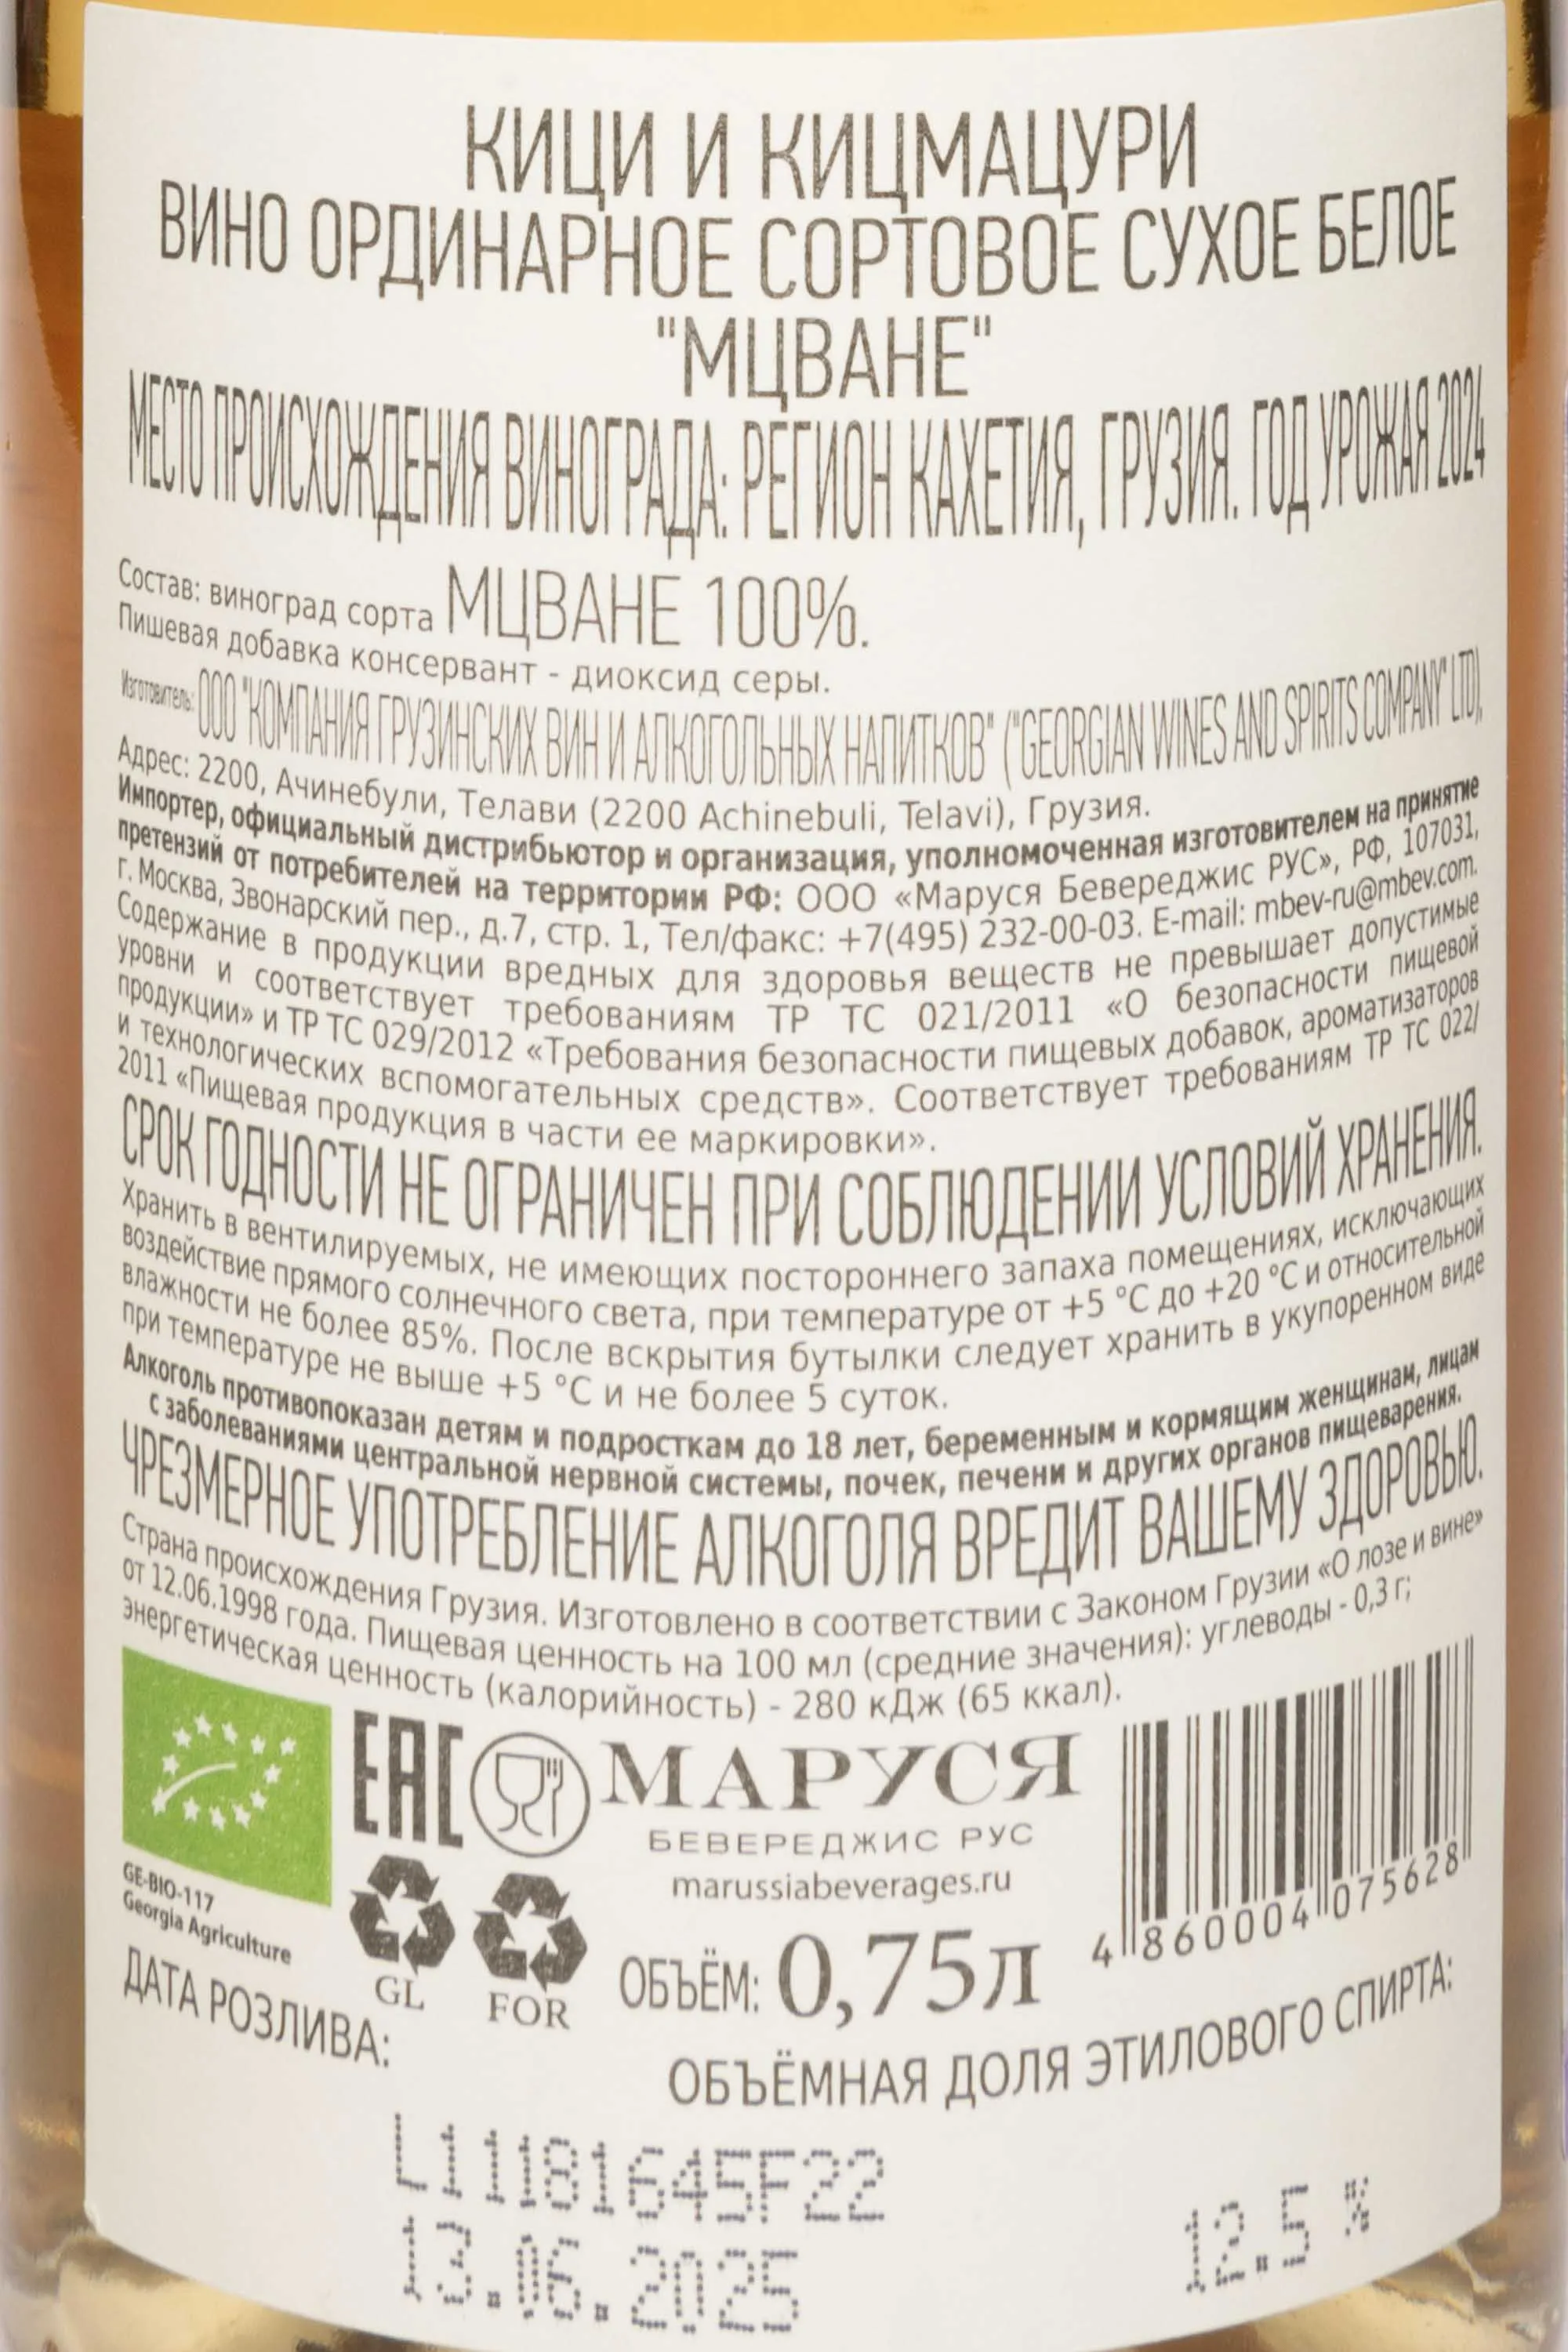 КИЦИ И КИЦМАЦУРИ
ВИНО ОРДИНАРНОЕ СОРТОВОЕ СУХОЕ БЕЛОЕ
"МЦВАНЕ"
МЕСТО ПРОИСХОЖДЕНИЯ ВИНОГРАДА: РЕГИОН КАХЕТИЯ, ГРУЗИЯ. ГОД УРОЖАЯ 2024
Состав: виноград сорта МЦВАНЕ 100%.
Пишевая добавка консервант - диоксид серы.
Изготовитель: ООО "КОМПАНИЯ ГРУЗИНСКИХ ВИН И АЛКОГОЛЬНЫХ НАПИТКОВ" ("GEORGIAN WINES AND SPIRITS COMPANY" LTD),
Адрес: 2200, Ачинебули, Телави (2200 Achinebuli, Telavi), Грузия.
Импортер, официальный дистрибьютор и организация, уполномоченная изготовителем на принятие
претензий от потребителей на территории РФ: ООО «Маруся Бевереджис РУС», РФ, 107031,
г. Москва, Звонарский пер., д.7, стр. 1, Тел/факс: +7(495) 232-00-03. E-mail: mbev-ru@mbev.com.
Содержание в продукции вредных для здоровья веществ не превышает допустимые
уровни и соответствует требованиям ТР ТС 021/2011 «О безопасности пищевой
продукции» и ТР ТС 029/2012 «Требования безопасности пищевых добавок, ароматизаторов
и технологических вспомогательных средств». Соответствует требованиям ТР ТС 022/
2011 «Пищевая продукция в части ее маркировки».
СРОК ГОДНОСТИ НЕ ОГРАНИЧЕН ПРИ СОБЛЮДЕНИИ УСЛОВИЙ ХРАНЕНИЯ.
Хранить в вентилируемых, не имеющих постороннего запаха помещениях, исключающих
воздействие прямого солнечного света, при температуре от +5 °С до +20 °С и относительной
влажности не более 85%. После вскрытия бутылки следует хранить в укупоренном виде
при температуре не выше +5 °С и не более 5 суток.
Алкоголь противопоказан детям и подросткам до 18 лет, беременным и кормящим женщинам, лицам
с заболеваниями центральной нервной системы, почек, печени и других органов пищеварения.
ЧРЕЗМЕРНОЕ УПОТРЕБЛЕНИЕ АЛКОГОЛЯ ВРЕДИТ ВАШЕМУ ЗДОРОВЬЮ.
Страна происхождения Грузия. Изготовлено в соответствии с Законом Грузии «О лозе и вине»
от 12.06.1998 года. Пищевая ценность на 100 мл (средние значения): углеводы - 0,3 г;
энергетическая ценность (калорийность) - 280 кДж (65 ккал).
EAC
МАРУСЯ
БЕВЕРЕДЖИС РУС
marussiabeverages.ru
GE-BIO-117
Georgia Agriculture
GL
FOR
ОБЪЁМ: 0,75л
4 860004 075628
ДАТА РОЗЛИВА:
ОБЪЁМНАЯ ДОЛЯ ЭТИЛОВОГО СПИРТА:
L11181645F22
13.06.2025
12.5 %